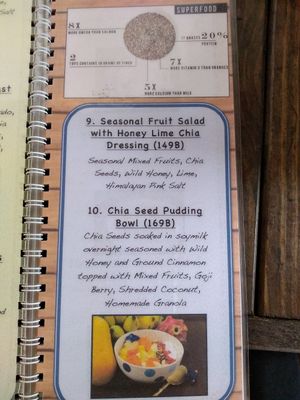 SUPERFOOD
8X
MORE OMEGA THAN SALMON
IT BOASTS 20%
PROTEIN
7X
MORE VITAMIN C THAN ORANGES
2
TBPS CONTAINS 10 GRAMS OF FIBER
5X
MORE CALCIUM THAN MILK
9. Seasonal Fruit Salad
with Honey Lime Chia
Dressing (149B)
Seasonal Mixed Fruits, Chia
Seeds, Wild Honey, Lime,
Himalayan Pink Salt
10. Chia Seed Pudding
Bowl (169B)
Chia Seeds soaked in soymilk
overnight seasoned with Wild
Honey and Ground Cinnamon
topped with Mixed Fruits, Goji
Berry, Shredded Coconut,
Homemade Granola